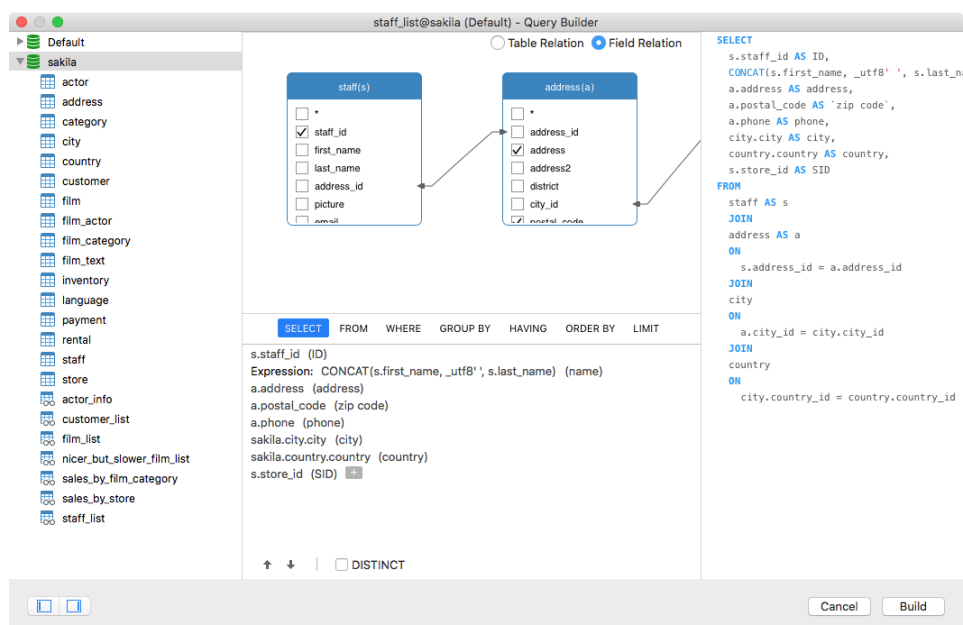 staff_list@sakila (Default) - Query Builder
Default
sakila
actor
address
category
city
country
customer
film
film_actor
film_category
film_text
inventory
language
payment
rental
staff
store
actor_info
customer_list
film_list
nicer_but_slower_film_list
sales_by_film_category
sales_by_store
staff_list
Table Relation Field Relation
staff(s)
*
staff_id
first_name
last_name
address_id
picture
email
address(a)
*
address_id
address
address2
district
city_id
postal_code
SELECT FROM WHERE GROUP BY HAVING ORDER BY LIMIT
s.staff_id (ID)
Expression: CONCAT(s.first_name, _utf8' ', s.last_name) (name)
a.address (address)
a.postal_code (zip code)
a.phone (phone)
sakila.city.city (city)
sakila.country.country (country)
s.store_id (SID) +
DISTINCT
SELECT
s.staff_id AS ID,
CONCAT(s.first_name, _utf8' ', s.last_na
a.address AS address,
a.postal_code AS `zip code`,
a.phone AS phone,
city.city AS city,
country.country AS country,
s.store_id AS SID
FROM
staff AS s
JOIN
address AS a
ON
s.address_id = a.address_id
JOIN
city
ON
a.city_id = city.city_id
JOIN
country
ON
city.country_id = country.country_id
Cancel Build